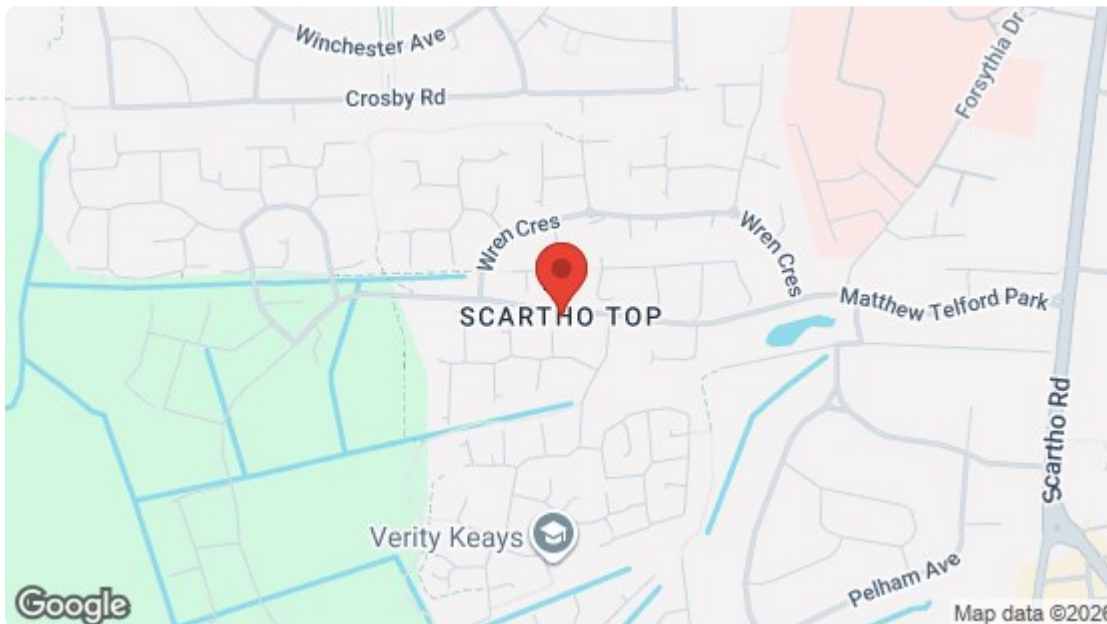 Winchester Ave
Forsythia Dr
Crosby Rd
Wren Cres
Wren Cres
Matthew Telford Park
SCARTHO TOP
Scartho Rd
Verity Keays
Pelham Ave
Google
Map data ©2026